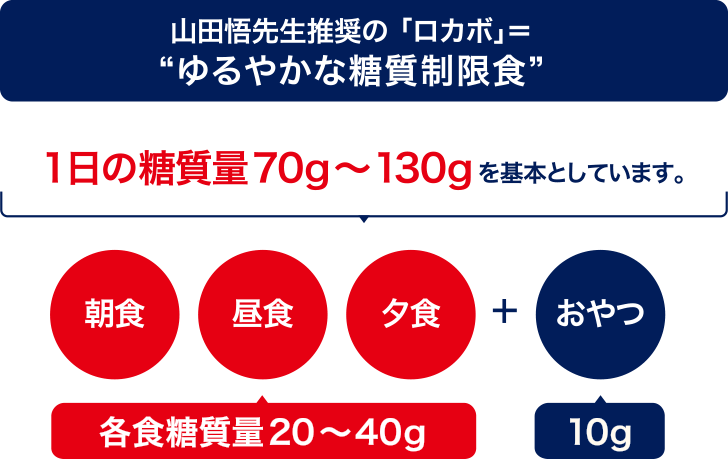 山田悟先生推奨の「ロカボ」＝
“ゆるやかな糖質制限食”
1日の糖質量70g～130gを基本としています。
朝食 昼食 夕食 + おやつ
各食糖質量20～40g 10g